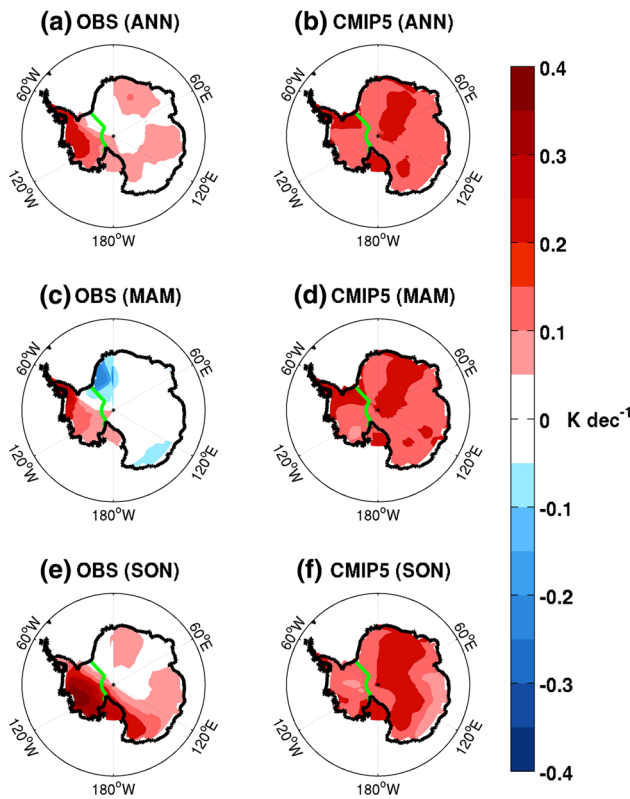 (a) OBS (ANN)
(b) CMIP5 (ANN)
60°W
60°E
120°W
120°E
180°W
60°W
60°E
120°W
120°E
180°W
(c) OBS (MAM)
(d) CMIP5 (MAM)
60°W
60°E
120°W
120°E
180°W
60°W
60°E
120°W
120°E
180°W
(e) OBS (SON)
(f) CMIP5 (SON)
60°W
60°E
120°W
120°E
180°W
60°W
60°E
120°W
120°E
180°W
0.4
0.3
0.2
0.1
0 K dec⁻¹
-0.1
-0.2
-0.3
-0.4